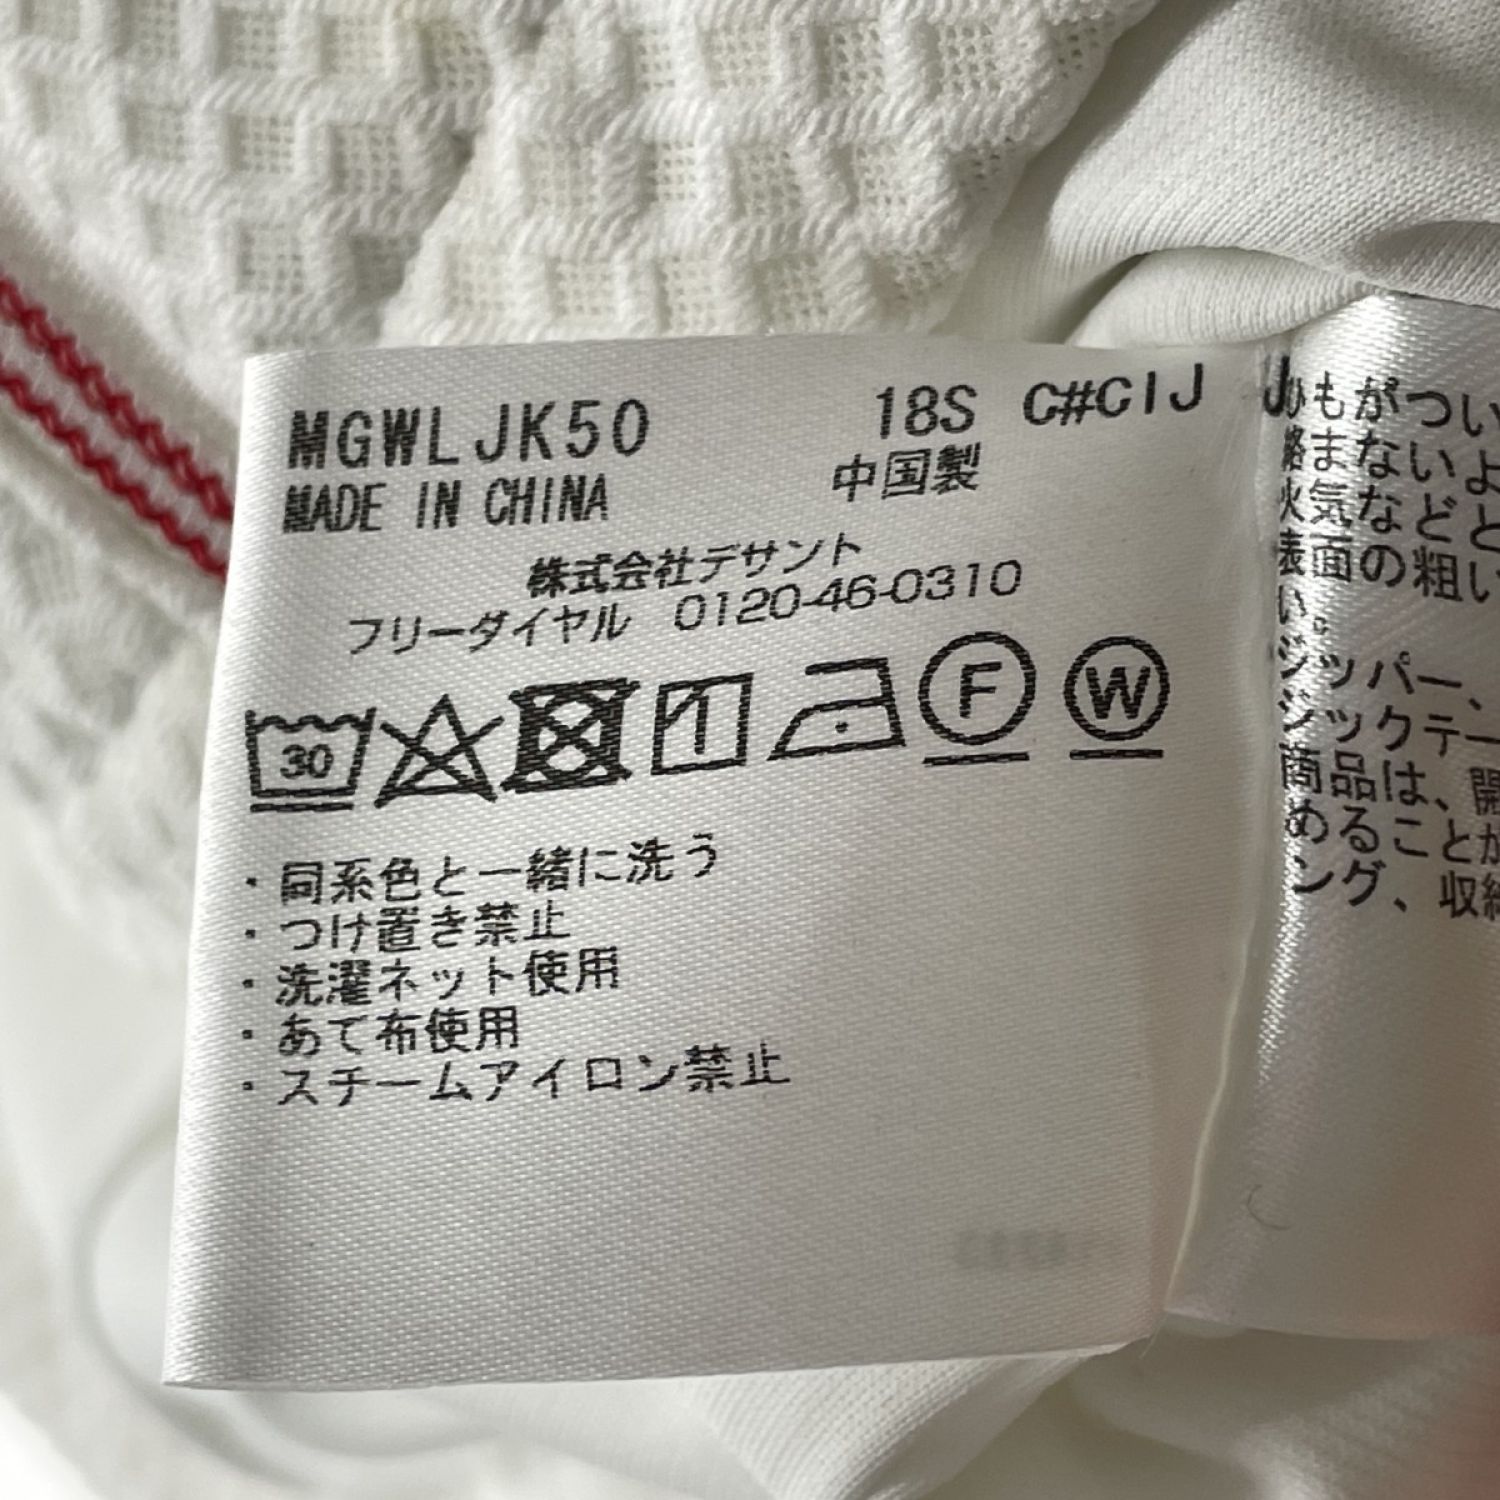 MGWLJK50 18S C#CIJ J
MADE IN CHINA 中国製
株式会社デサント
フリーダイヤル 0120-46-0310
30 F W
・同系色と一緒に洗う
・つけ置き禁止
・洗濯ネット使用
・あて布使用
・スチームアイロン禁止
ひもがつい
絡まないよ
火気などと
表面の粗い
い。
ジッパー、
ジックテー
商品は、開
めることが
ング、収納